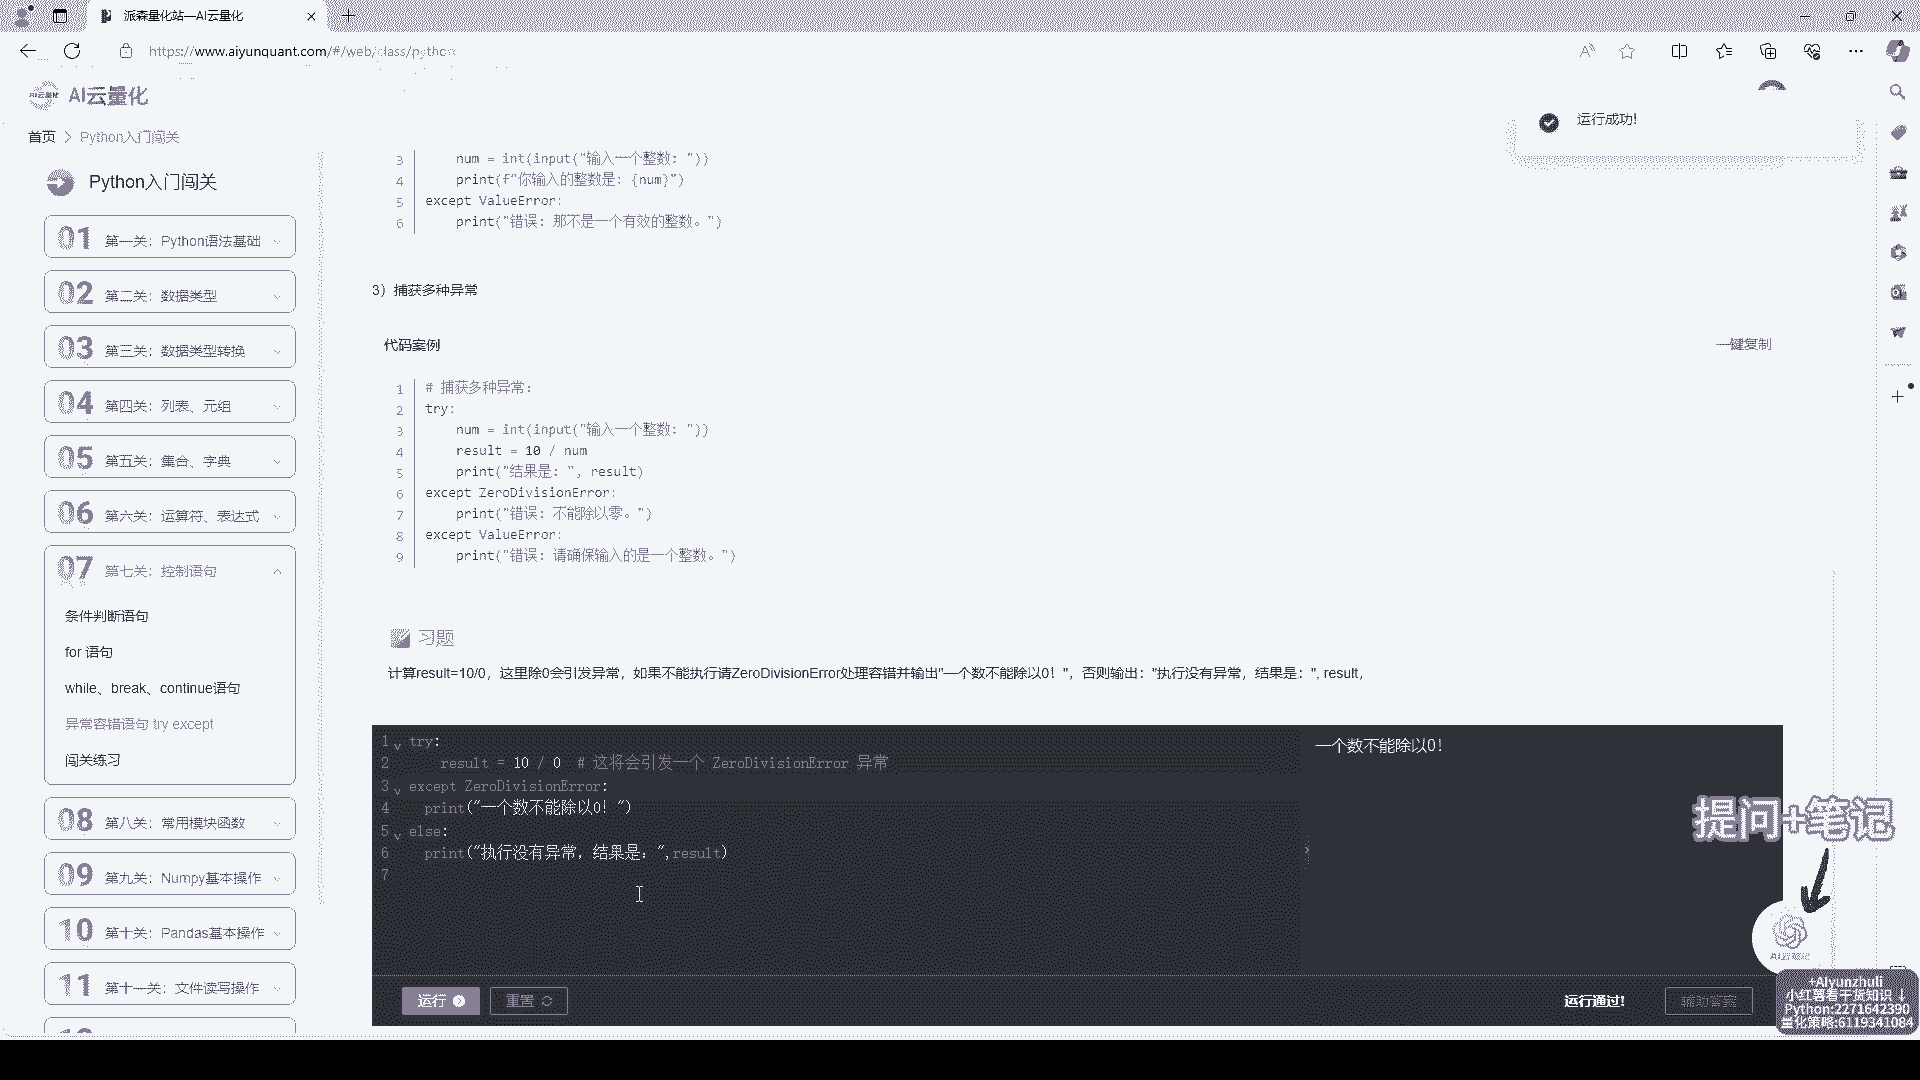 派森量化站—AI云量化
https://www.aiyunquant.com/#/web/class/python
AI云量化
首页 > Python入门闯关
运行成功!
Python入门闯关
01 第一关：Python语法基础
02 第二关：数据类型
03 第三关：数据类型转换
04 第四关：列表、元组
05 第五关：集合、字典
06 第六关：运算符、表达式
07 第七关：控制语句
条件判断语句
for 语句
while、break、continue语句
异常容错语句 try except
闯关练习
08 第八关：常用模块函数
09 第九关：Numpy基本操作
10 第十关：Pandas基本操作
11 第十一关：文件读写操作
3 num = int(input("输入一个整数: "))
4 print(f"你输入的整数是: {num}")
5 except ValueError:
6 print("错误: 那不是一个有效的整数。")
3）捕获多种异常
代码案例
一键复制
1 # 捕获多种异常:
2 try:
3 num = int(input("输入一个整数: "))
4 result = 10 / num
5 print("结果是: ", result)
6 except ZeroDivisionError:
7 print("错误: 不能除以零。")
8 except ValueError:
9 print("错误: 请确保输入的是一个整数。")
习题
计算result=10/0，这里除0会引发异常，如果不能执行请ZeroDivisionError处理容错并输出"一个数不能除以0！"，否则输出："执行没有异常，结果是：", result，
1 try:
2 result = 10 / 0 # 这将会引发一个 ZeroDivisionError 异常
3 except ZeroDivisionError:
4 print("一个数不能除以0！")
5 else:
6 print("执行没有异常，结果是：",result)
7
一个数不能除以0！
提问+笔记
运行
重置
运行通过!
辅助答案
+AIyunzhuli
小红薯看干货知识↓
Python:2271642390
量化策略:6119341084